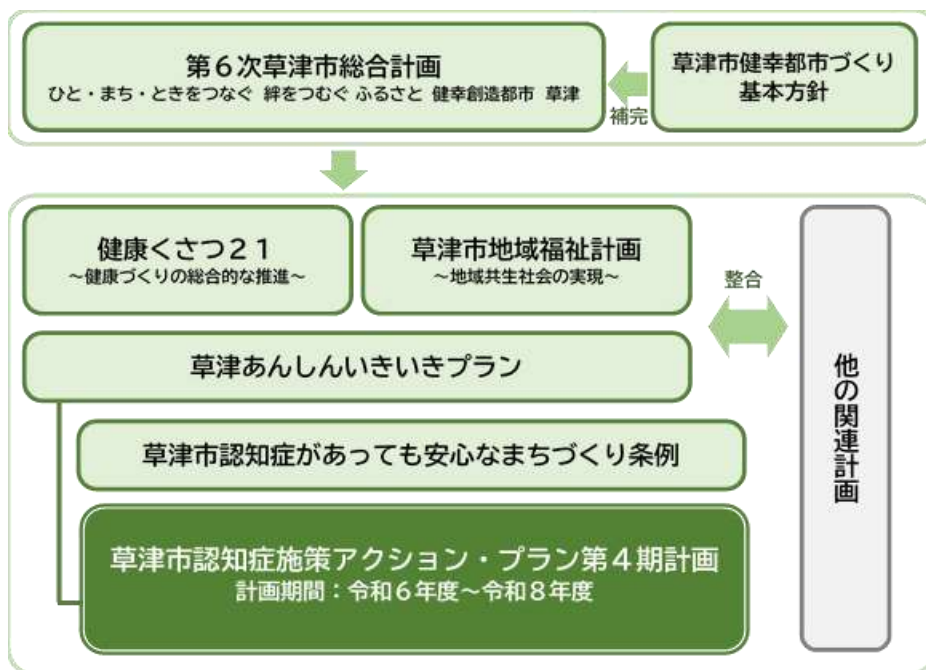 第６次草津市総合計画
ひと・まち・ときをつなぐ 絆をつむぐ ふるさと 健幸創造都市 草津
草津市健幸都市づくり
基本方針
補完
健康くさつ２１
～健康づくりの総合的な推進～
草津市地域福祉計画
～地域共生社会の実現～
整合
草津あんしんいきいきプラン
草津市認知症があっても安心なまちづくり条例
草津市認知症施策アクション・プラン第４期計画
計画期間：令和６年度～令和８年度
他の関連計画